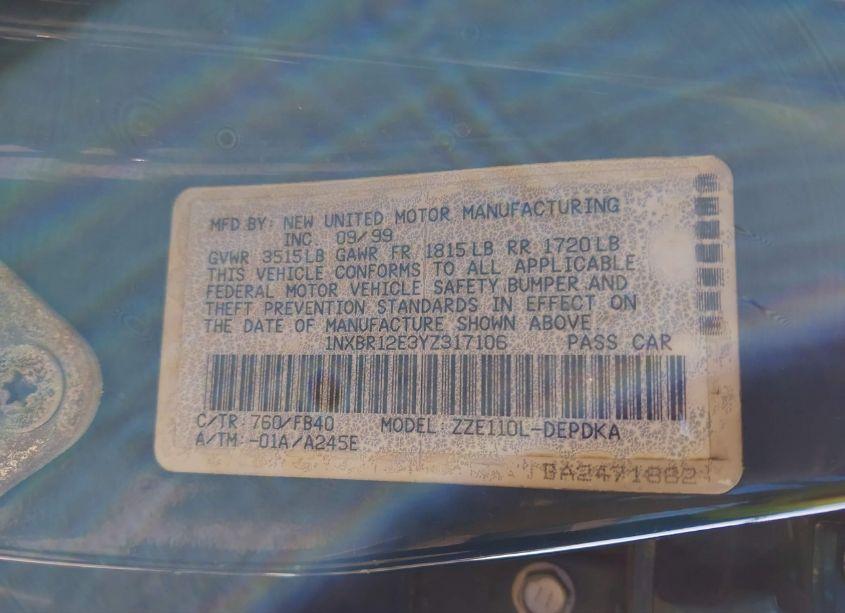 MFD BY: NEW UNITED MOTOR MANUFACTURING
INC 09/99
GVWR 3515LB GAWR FR 1815LB RR 1720LB
THIS VEHICLE CONFORMS TO ALL APPLICABLE
FEDERAL MOTOR VEHICLE SAFETY, BUMPER AND
THEFT PREVENTION STANDARDS IN EFFECT ON
THE DATE OF MANUFACTURE SHOWN ABOVE
1NXBR12E3YZ317106 PASS CAR
C/TR: 760/FB40 MODEL: ZZE110L-DEPDKA
A/TM: -01A/A245E